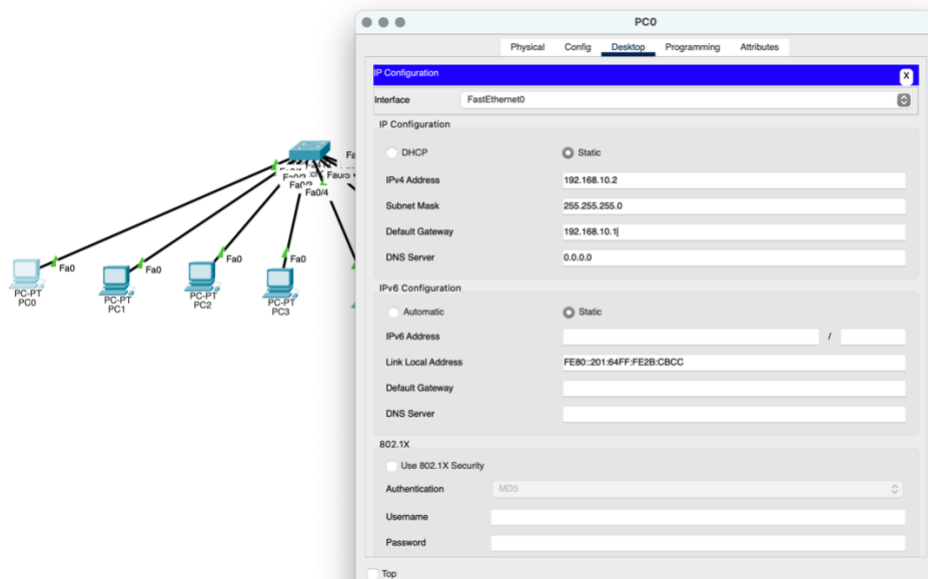 PC0
Physical Config Desktop Programming Attributes
IP Configuration
X
Interface FastEthernet0
IP Configuration
DHCP Static
IPv4 Address 192.168.10.2
Subnet Mask 255.255.255.0
Default Gateway 192.168.10.1
DNS Server 0.0.0.0
IPv6 Configuration
Automatic Static
IPv6 Address /
Link Local Address FE80::201:64FF:FE2B:CBCC
Default Gateway
DNS Server
802.1X
Use 802.1X Security
Authentication MD5
Username
Password
Top
Fa0/5
Fa0/4
Fa0
Fa0
Fa0
Fa0
PC-PT
PC0
PC-PT
PC1
PC-PT
PC2
PC-PT
PC3